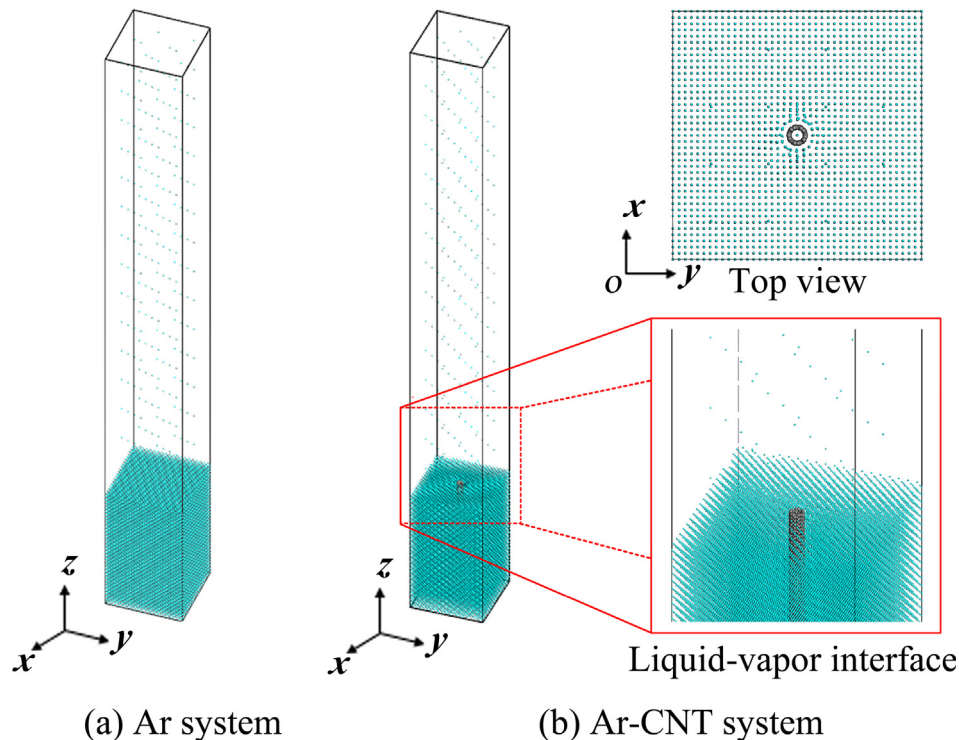 x
o
y
Top view
z
x
y
z
x
y
Liquid-vapor interface
(a) Ar system
(b) Ar-CNT system